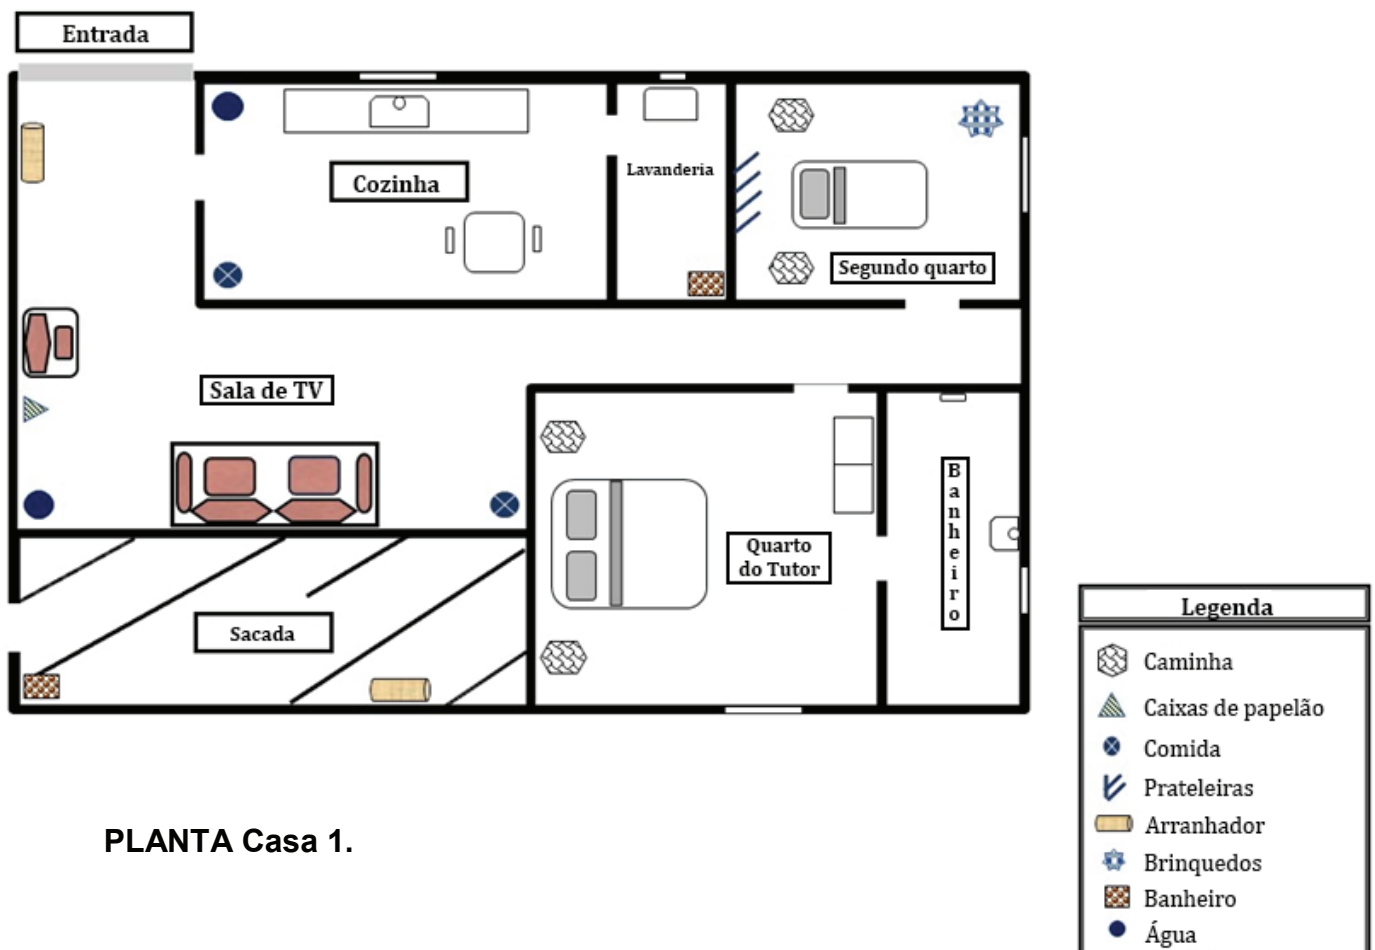 Entrada
Cozinha
Lavanderia
Segundo quarto
Sala de TV
Quarto
do Tutor
Banheiro
Sacada
PLANTA Casa 1.
Legenda
Caminha
Caixas de papelão
Comida
Prateleiras
Arranhador
Brinquedos
Banheiro
Água